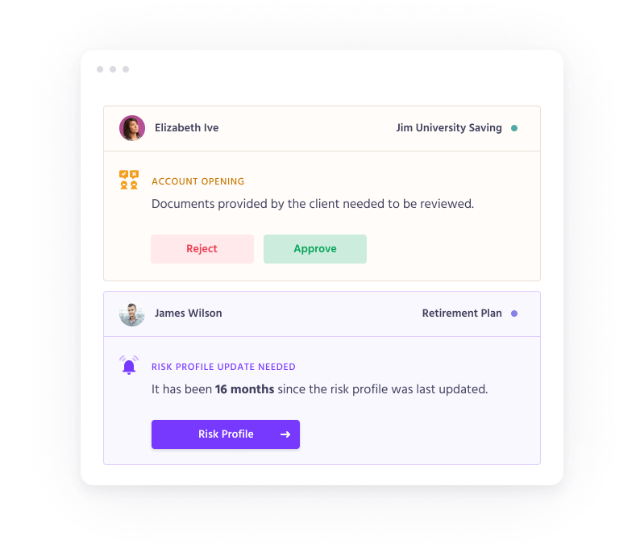 Elizabeth Ive Jim University Saving
ACCOUNT OPENING
Documents provided by the client needed to be reviewed.
Reject Approve
James Wilson Retirement Plan
RISK PROFILE UPDATE NEEDED
It has been 16 months since the risk profile was last updated.
Risk Profile →